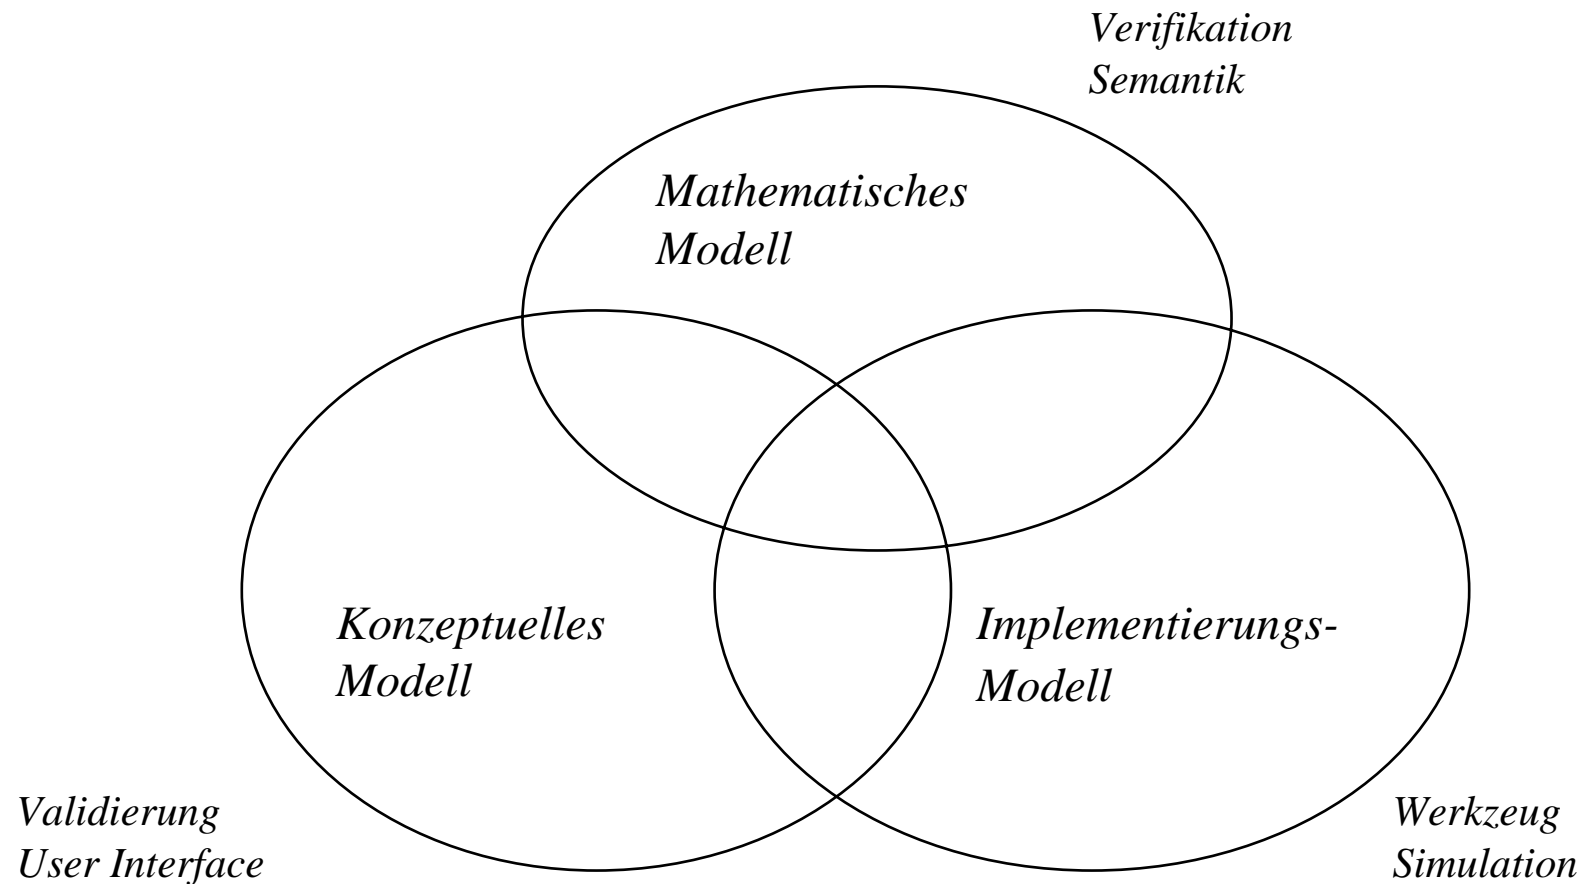 Verifikation
Semantik
Mathematisches
Modell
Konzeptuelles
Modell
Implementierungs-
Modell
Validierung
User Interface
Werkzeug
Simulation